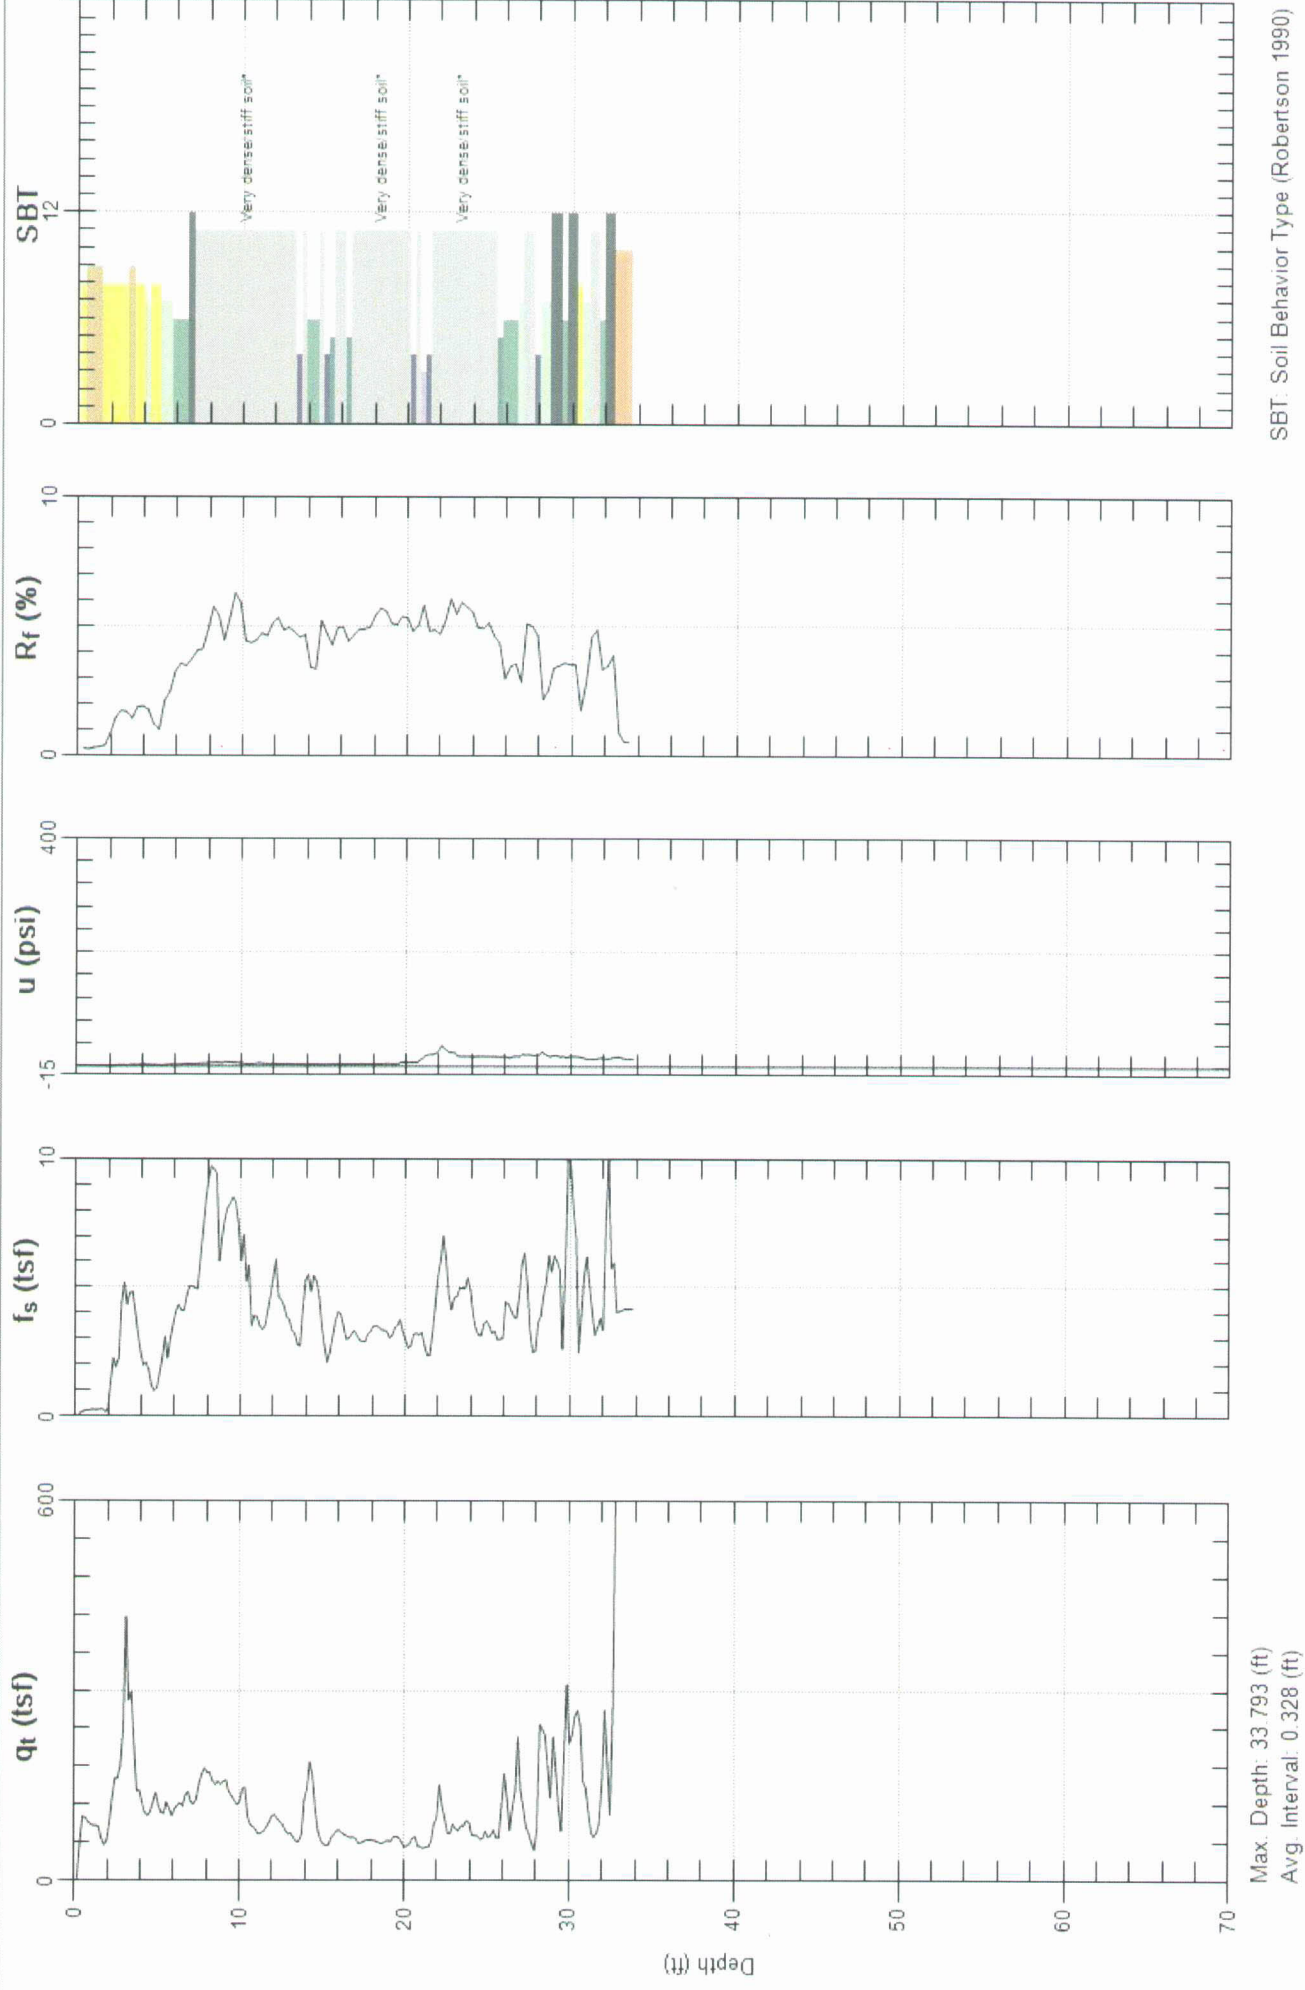 qt (tsf)
0
600
fs (tsf)
0
10
u (psi)
-15
400
Rf (%)
0
10
SBT
0
12
Very dense/stiff soil*
Very dense/stiff soil*
Very dense/stiff soil*
0
10
20
30
40
50
60
70
Depth (ft)
Max. Depth: 33.793 (ft)
Avg. Interval: 0.328 (ft)
SBT: Soil Behavior Type (Robertson 1990)